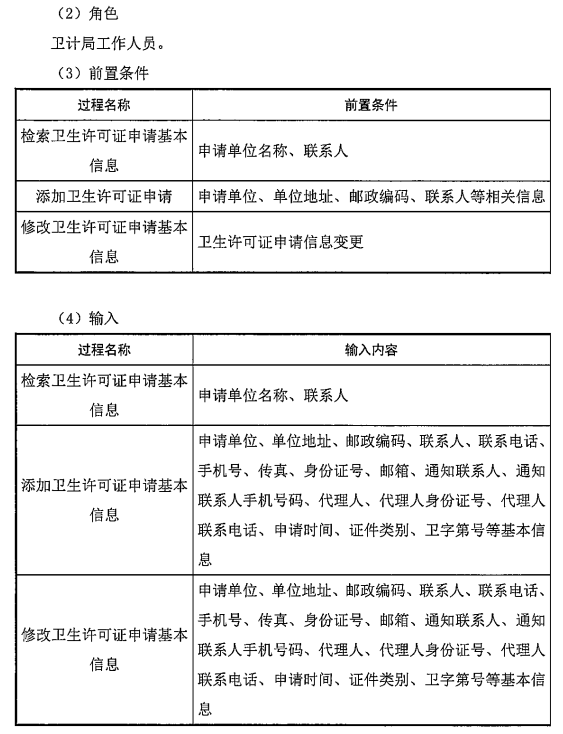 （2）角色
卫计局工作人员。
（3）前置条件
过程名称 前置条件
检索卫生许可证申请基本
信息
申请单位名称、联系人
添加卫生许可证申请 申请单位、单位地址、邮政编码、联系人等相关信息
修改卫生许可证申请基本
信息
卫生许可证申请信息变更
（4）输入
过程名称 输入内容
检索卫生许可证申请基本
信息
申请单位名称、联系人
添加卫生许可证申请基本
信息
申请单位、单位地址、邮政编码、联系人、联系电话、
手机号、传真、身份证号、邮箱、通知联系人、通知
联系人手机号码、代理人、代理人身份证号、代理人
联系电话、申请时间、证件类别、卫字第号等基本信
息
修改卫生许可证申请基本
信息
申请单位、单位地址、邮政编码、联系人、联系电话、
手机号、传真、身份证号、邮箱、通知联系人、通知
联系人手机号码、代理人、代理人身份证号、代理人
联系电话、申请时间、证件类别、卫字第号等基本信
息